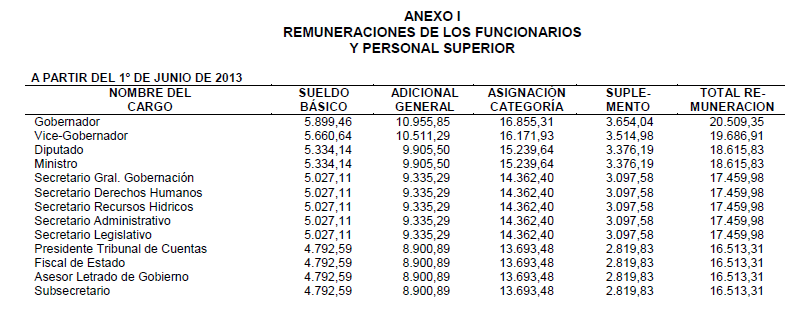 ANEXO I
REMUNERACIONES DE LOS FUNCIONARIOS
Y PERSONAL SUPERIOR
A PARTIR DEL 1º DE JUNIO DE 2013
NOMBRE DEL SUELDO ADICIONAL ASIGNACIÓN SUPLE- TOTAL RE-
CARGO BÁSICO GENERAL CATEGORÍA MENTO MUNERACION
Gobernador 5.899,46 10.955,85 16.855,31 3.654,04 20.509,35
Vice-Gobernador 5.660,64 10.511,29 16.171,93 3.514,98 19.686,91
Diputado 5.334,14 9.905,50 15.239,64 3.376,19 18.615,83
Ministro 5.334,14 9.905,50 15.239,64 3.376,19 18.615,83
Secretario Gral. Gobernación 5.027,11 9.335,29 14.362,40 3.097,58 17.459,98
Secretario Derechos Humanos 5.027,11 9.335,29 14.362,40 3.097,58 17.459,98
Secretario Recursos Hidricos 5.027,11 9.335,29 14.362,40 3.097,58 17.459,98
Secretario Administrativo 5.027,11 9.335,29 14.362,40 3.097,58 17.459,98
Secretario Legislativo 5.027,11 9.335,29 14.362,40 3.097,58 17.459,98
Presidente Tribunal de Cuentas 4.792,59 8.900,89 13.693,48 2.819,83 16.513,31
Fiscal de Estado 4.792,59 8.900,89 13.693,48 2.819,83 16.513,31
Asesor Letrado de Gobierno 4.792,59 8.900,89 13.693,48 2.819,83 16.513,31
Subsecretario 4.792,59 8.900,89 13.693,48 2.819,83 16.513,31